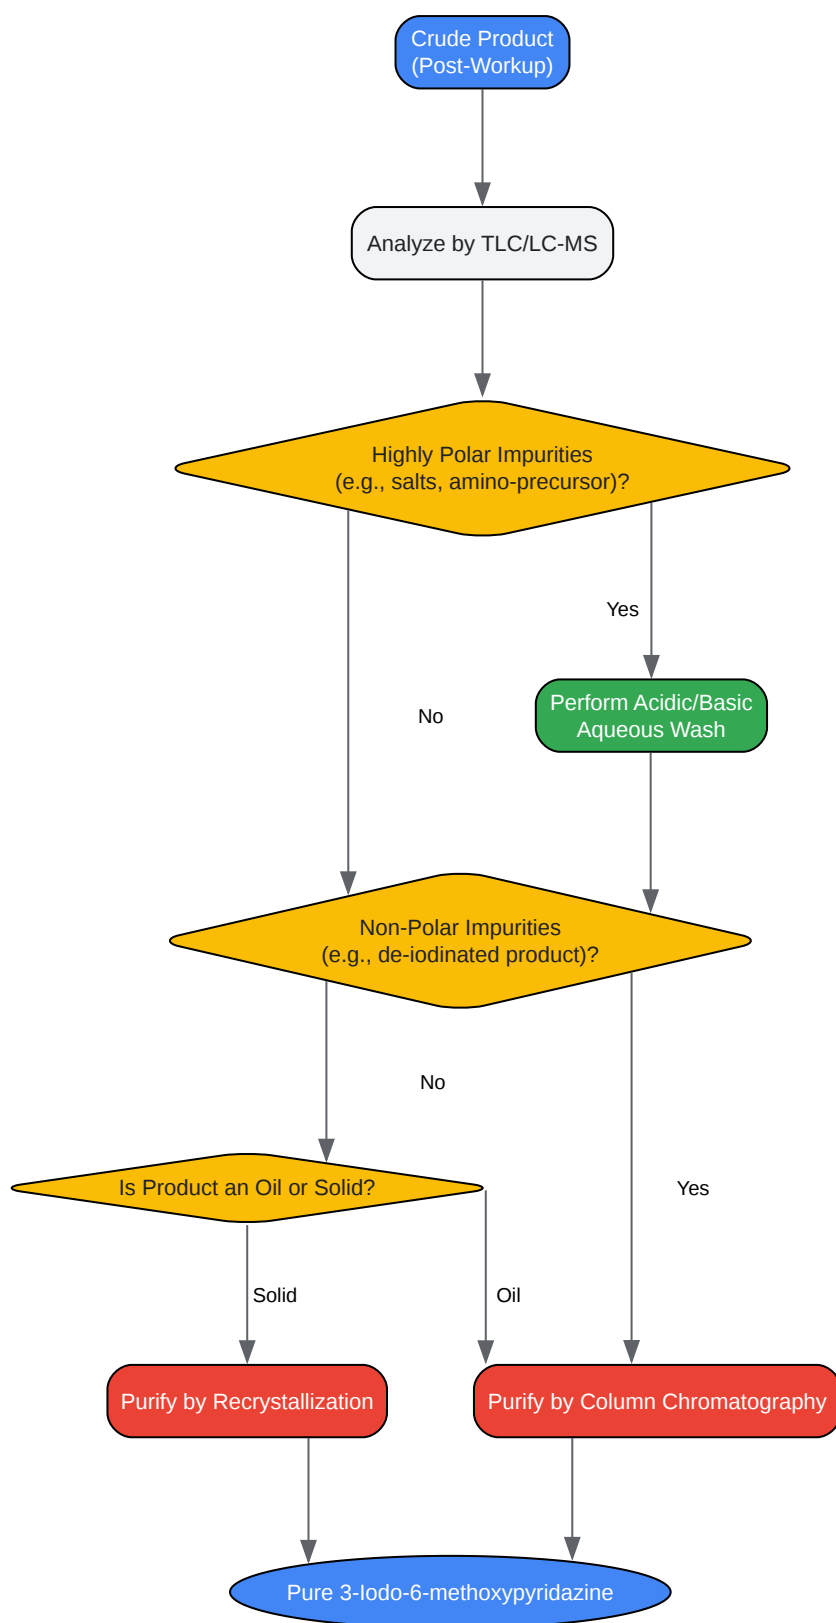 Crude Product
(Post-Workup)
Analyze by TLC/LC-MS
Highly Polar Impurities
(e.g., salts, amino-precursor)?
Yes
Perform Acidic/Basic
Aqueous Wash
No
Non-Polar Impurities
(e.g., de-iodinated product)?
No
Is Product an Oil or Solid?
Yes
Solid
Oil
Purify by Recrystallization
Purify by Column Chromatography
Pure 3-Iodo-6-methoxypyridazine